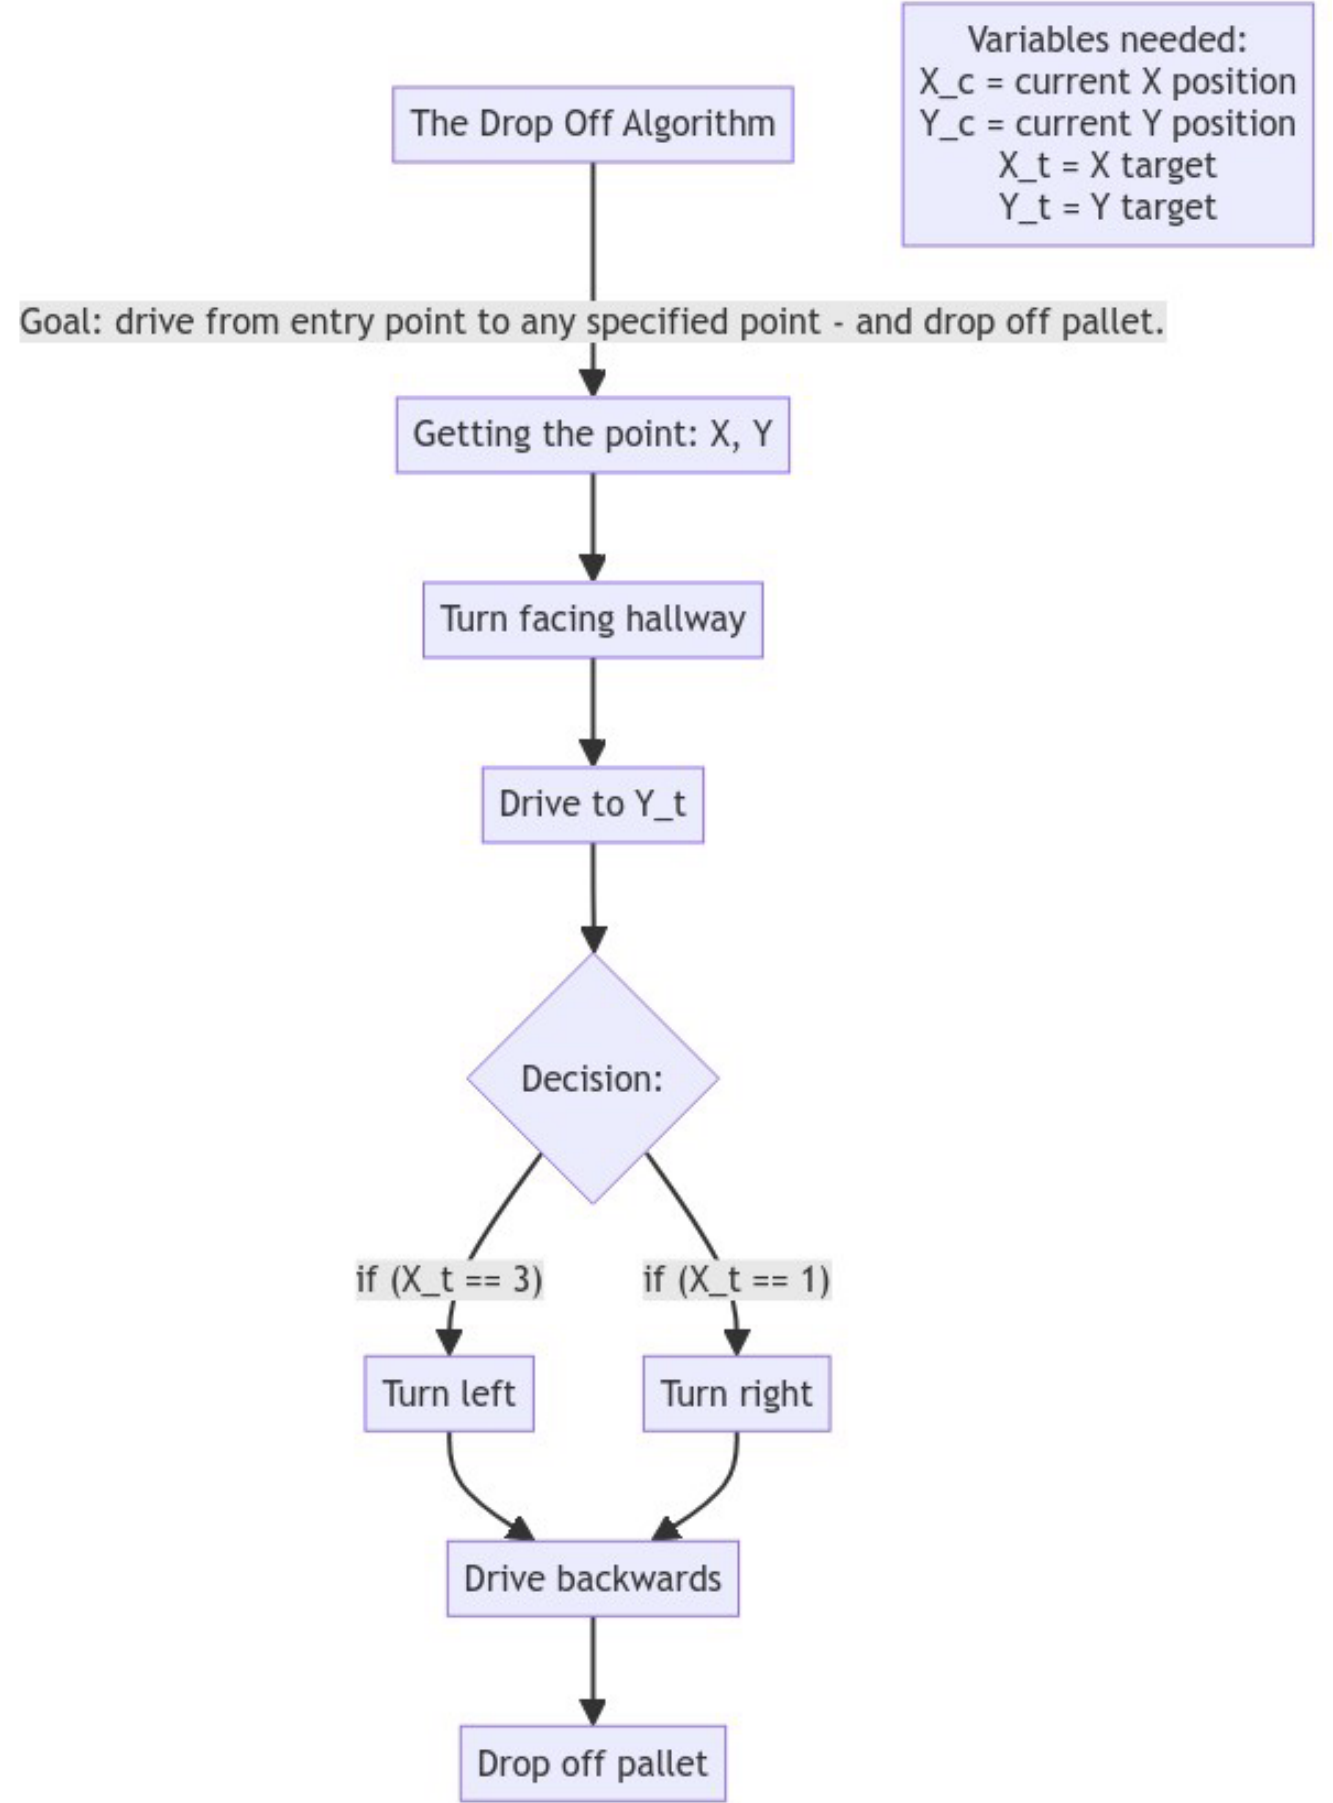 Variables needed:
X_c = current X position
Y_c = current Y position
X_t = X target
Y_t = Y target
The Drop Off Algorithm
Goal: drive from entry point to any specified point - and drop off pallet.
Getting the point: X, Y
Turn facing hallway
Drive to Y_t
Decision:
if (X_t == 3)
if (X_t == 1)
Turn left
Turn right
Drive backwards
Drop off pallet